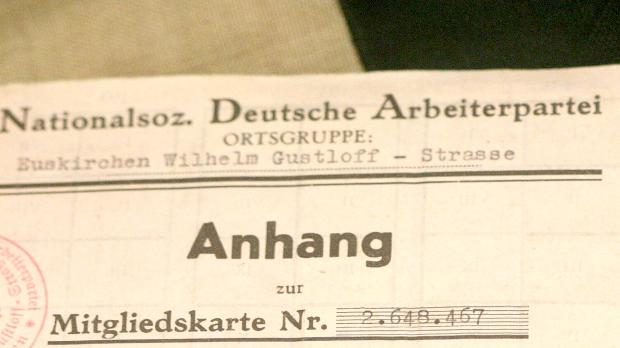 Nationalsoz. Deutsche Arbeiterpartei
ORTSGRUPPE:
Euskirchen Wilhelm Gustloff - Strasse
Anhang
zur
Mitgliedskarte Nr. 2.648.467